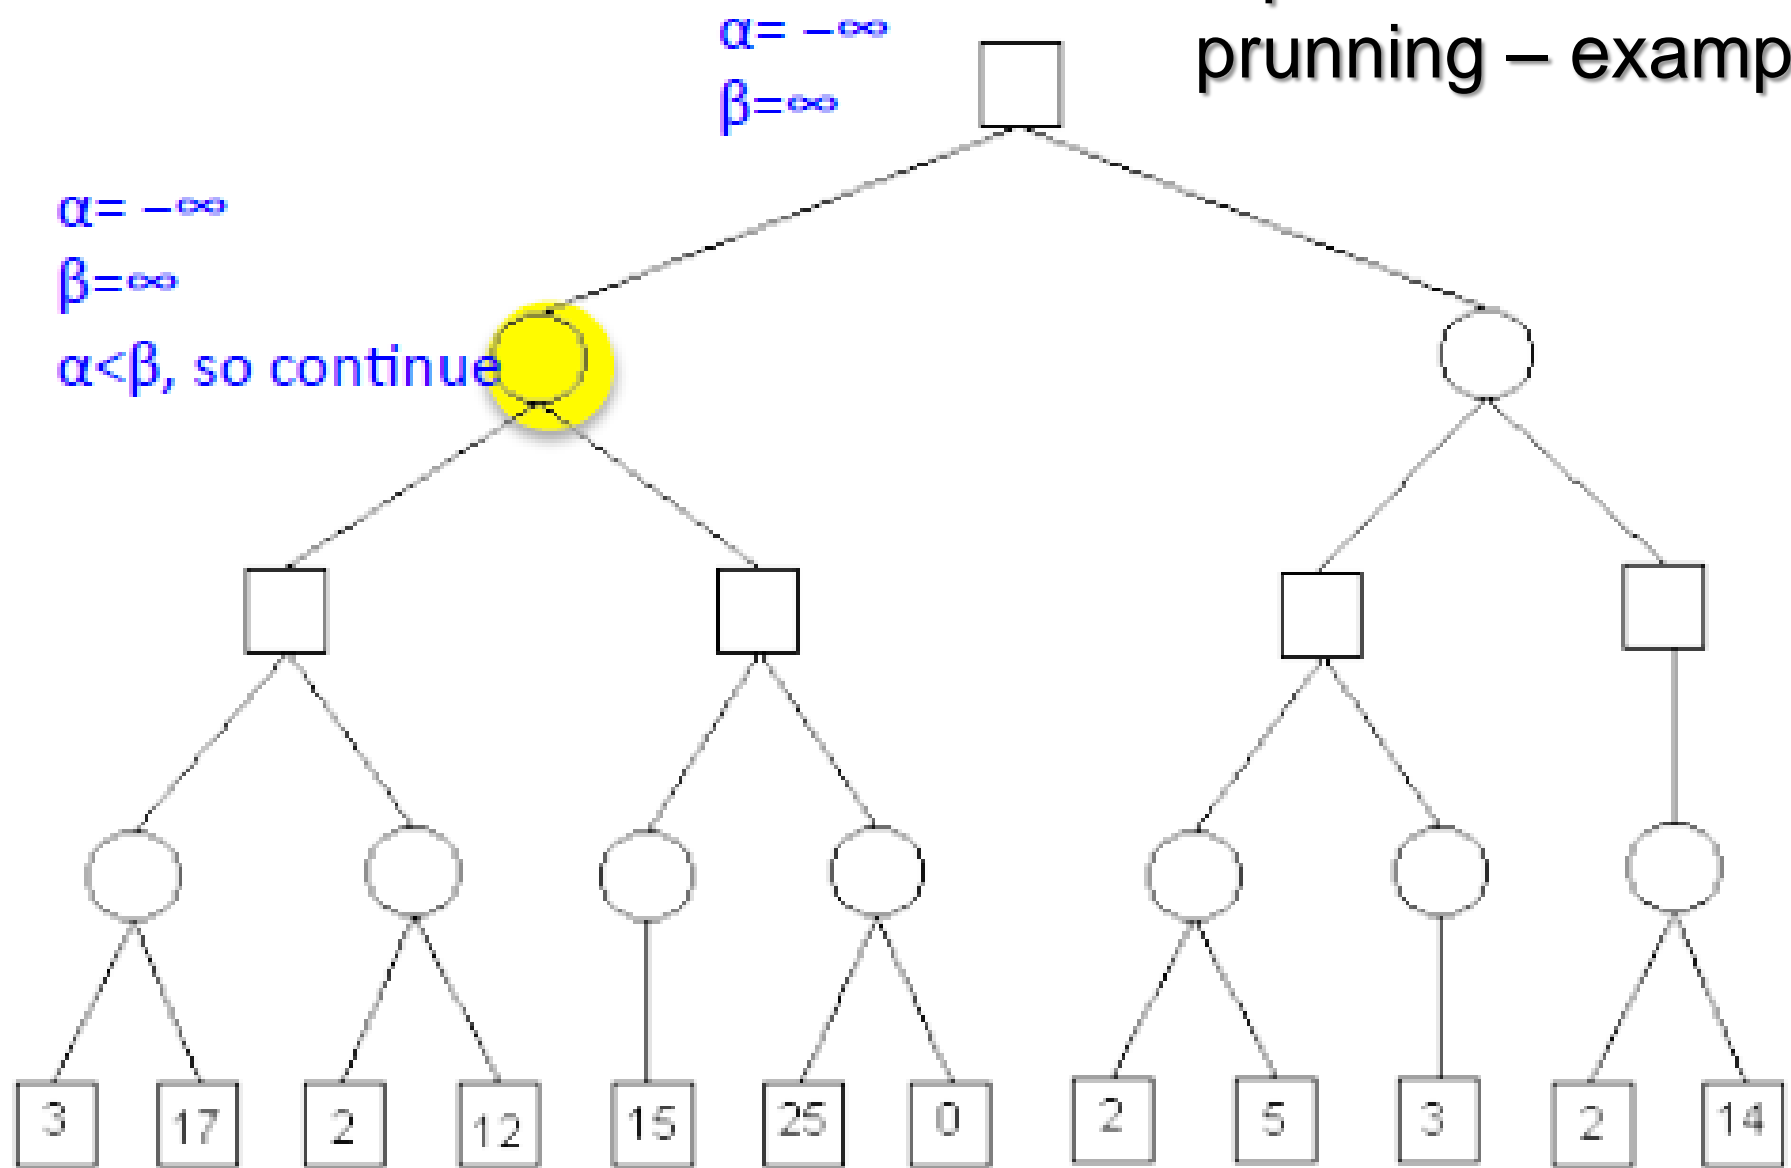 α= −∞
β=∞
prunning – examp
α= −∞
β=∞
α<β, so continue
3 17 2 12 15 25 0 2 5 3 2 14